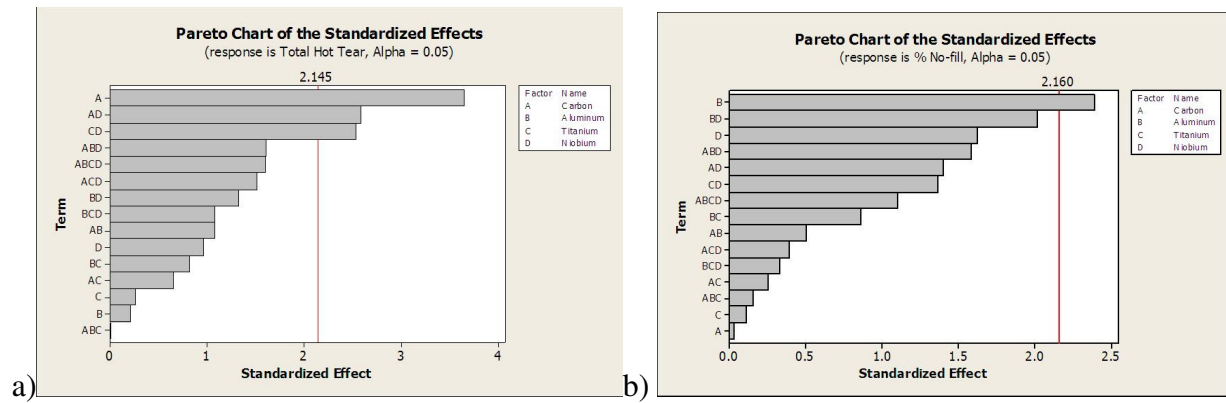 Pareto Chart of the Standardized Effects
(response is Total Hot Tear, Alpha = 0.05)
2.145
Term
A
AD
CD
ABD
ABCD
ACD
BD
BCD
AB
D
BC
AC
C
B
ABC
0 1 2 3 4
Standardized Effect
Factor Name
A Carbon
B Aluminum
C Titanium
D Niobium
a)
Pareto Chart of the Standardized Effects
(response is % No-fill, Alpha = 0.05)
2.160
Term
B
BD
D
ABD
AD
CD
ABCD
BC
AB
ACD
BCD
AC
ABC
C
A
0.0 0.5 1.0 1.5 2.0 2.5
Standardized Effect
Factor Name
A Carbon
B Aluminum
C Titanium
D Niobium
b)